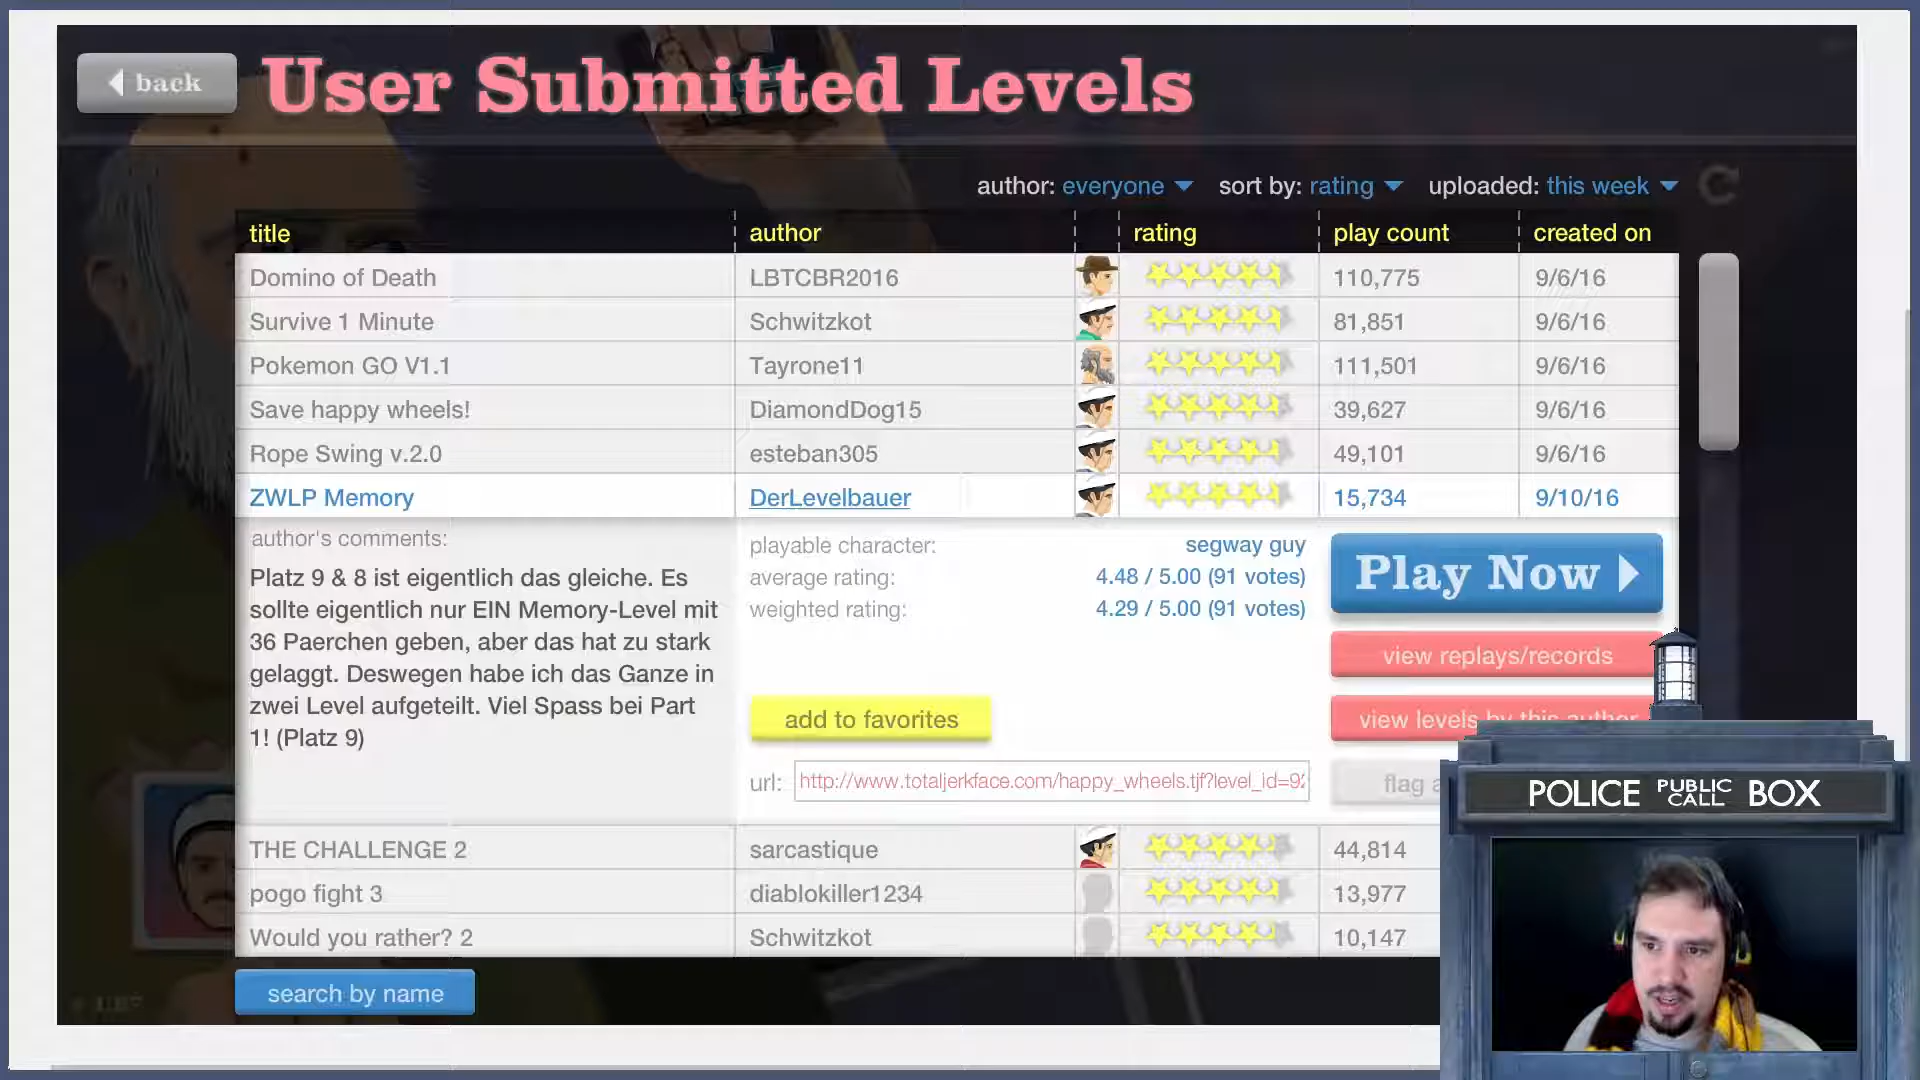 back
User Submitted Levels
author: everyone sort by: rating uploaded: this week
title author rating play count created on
Domino of Death LBTCBR2016 110,775 9/6/16
Survive 1 Minute Schwitzkot 81,851 9/6/16
Pokemon GO V1.1 Tayrone11 111,501 9/6/16
Save happy wheels! DiamondDog15 39,627 9/6/16
Rope Swing v.2.0 esteban305 49,101 9/6/16
ZWLP Memory DerLevelbauer 15,734 9/10/16
author's comments:
Platz 9 & 8 ist eigentlich das gleiche. Es
sollte eigentlich nur EIN Memory-Level mit
36 Paerchen geben, aber das hat zu stark
gelaggt. Deswegen habe ich das Ganze in
zwei Level aufgeteilt. Viel Spass bei Part
1! (Platz 9)
playable character: segway guy
average rating: 4.48 / 5.00 (91 votes)
weighted rating: 4.29 / 5.00 (91 votes)
add to favorites
url: http://www.totaljerkface.com/happy_wheels.tjf?level_id=9
Play Now
view replays/records
view levels by this author
flag
THE CHALLENGE 2 sarcastique 44,814
pogo fight 3 diablokiller1234 13,977
Would you rather? 2 Schwitzkot 10,147
search by name
POLICE PUBLIC CALL BOX